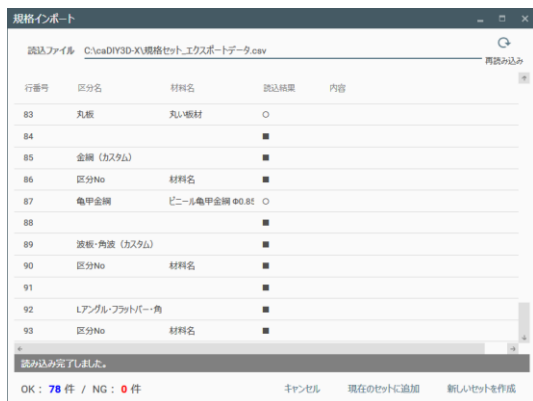 規格インポート
読込ファイル C:\caDIY3D-X\規格セット_エクスポートデータ.csv
再読み込み
行番号 区分名 材料名 読込結果 内容
83 丸板 丸い板材 ○
84 ■
85 金網（カスタム） ■
86 区分No 材料名 ■
87 亀甲金網 ビニール亀甲金網 Φ0.85 ○
88 ■
89 波板・角波（カスタム） ■
90 区分No 材料名 ■
91 ■
92 Lアングル・フラットバー・角 ■
93 区分No 材料名 ■
読み込み完了しました。
OK： 78 件 / NG： 0 件 キャンセル 現在のセットに追加 新しいセットを作成